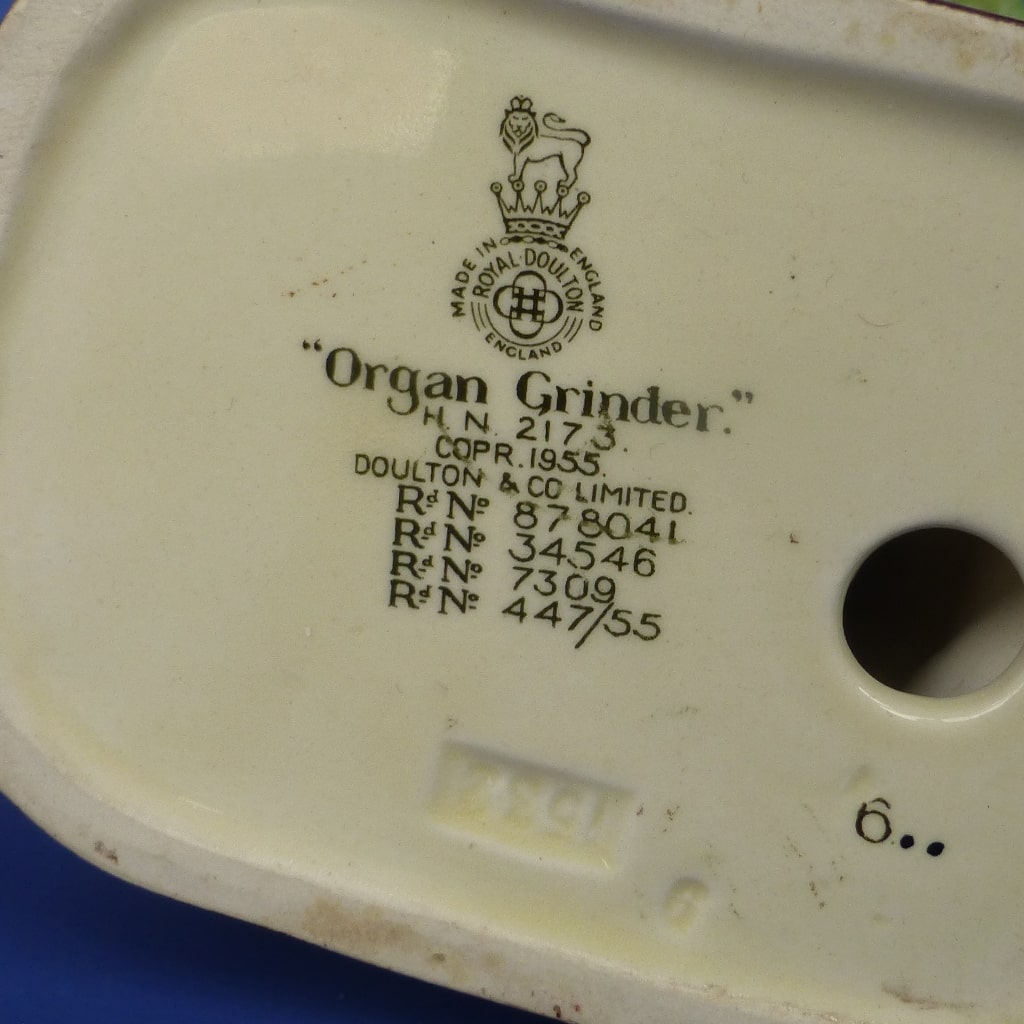 MADE IN ENGLAND
ROYAL·DOULTON
ENGLAND
“Organ Grinder.”
H. N. 2173.
COPR. 1955.
DOULTON & CO LIMITED.
Rd. No. 878041
Rd. No. 34546
Rd. No. 7309
Rd. No. 447/55
6..
6